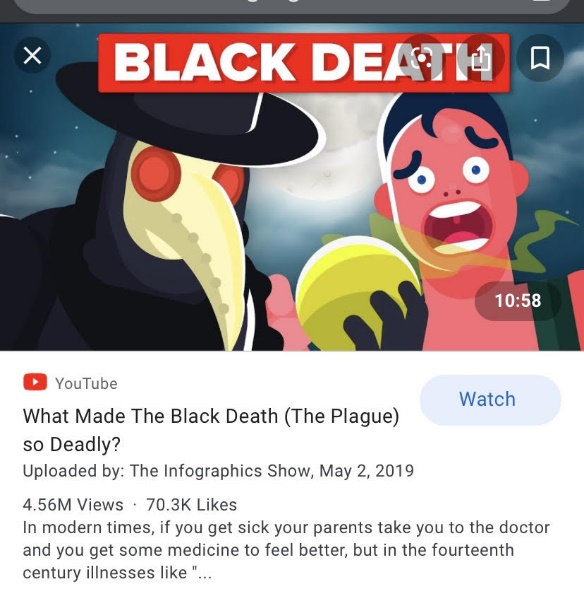 BLACK DEATH
10:58
YouTube
Watch
What Made The Black Death (The Plague)
so Deadly?
Uploaded by: The Infographics Show, May 2, 2019
4.56M Views · 70.3K Likes
In modern times, if you get sick your parents take you to the doctor
and you get some medicine to feel better, but in the fourteenth
century illnesses like "...